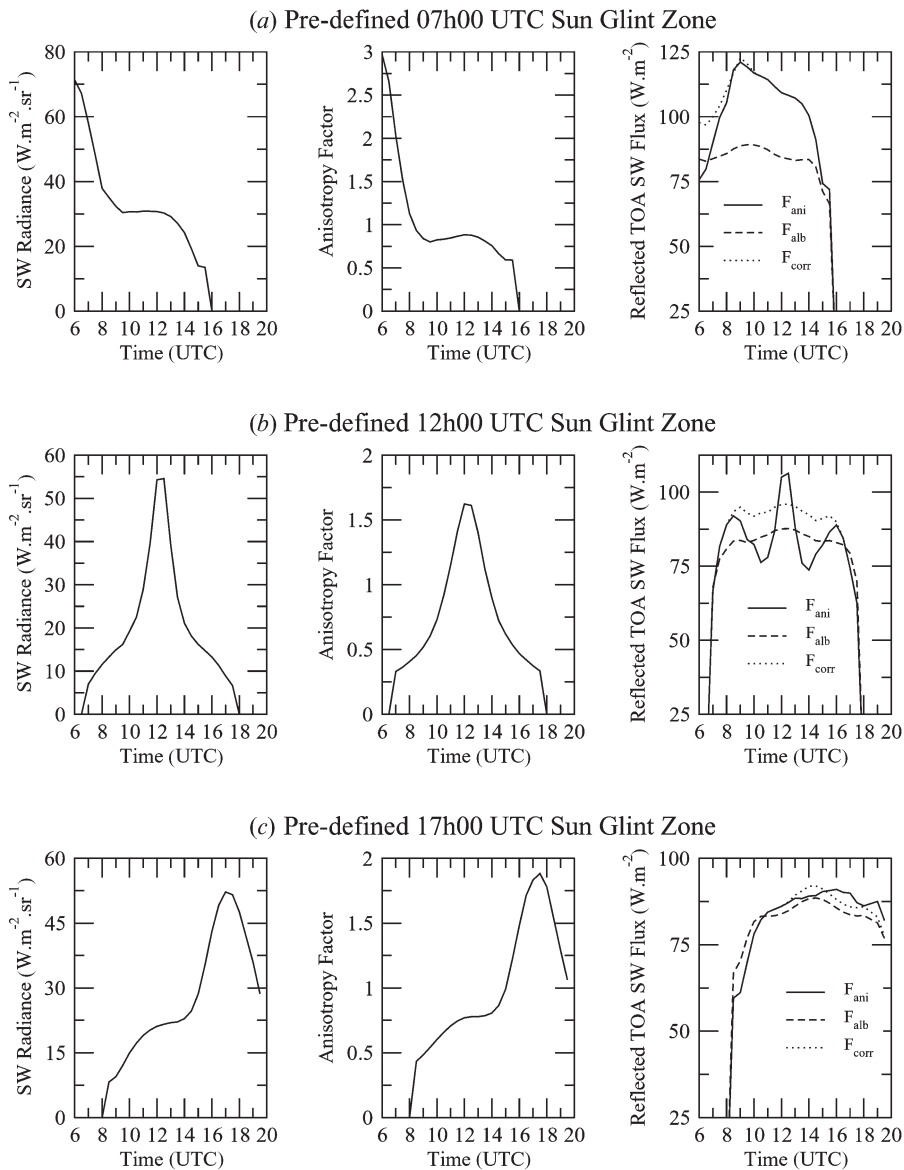 (a) Pre-defined 07h00 UTC Sun Glint Zone
SW Radiance (W.m-2.sr-1)
80
60
40
20
0
6 8 10 12 14 16 18 20
Time (UTC)
Anisotropy Factor
3
2.5
2
1.5
1
0.5
0
6 8 10 12 14 16 18 20
Time (UTC)
Reflected TOA SW Flux (W.m-2)
125
100
75
50
25
Fani
Falb
Fcorr
6 8 10 12 14 16 18 20
Time (UTC)
(b) Pre-defined 12h00 UTC Sun Glint Zone
SW Radiance (W.m-2.sr-1)
60
50
40
30
20
10
0
6 8 10 12 14 16 18 20
Time (UTC)
Anisotropy Factor
2
1.5
1
0.5
0
6 8 10 12 14 16 18 20
Time (UTC)
Reflected TOA SW Flux (W.m-2)
100
75
50
25
Fani
Falb
Fcorr
6 8 10 12 14 16 18 20
Time (UTC)
(c) Pre-defined 17h00 UTC Sun Glint Zone
SW Radiance (W.m-2.sr-1)
60
45
30
15
0
6 8 10 12 14 16 18 20
Time (UTC)
Anisotropy Factor
2
1.5
1
0.5
0
6 8 10 12 14 16 18 20
Time (UTC)
Reflected TOA SW Flux (W.m-2)
100
75
50
25
Fani
Falb
Fcorr
6 8 10 12 14 16 18 20
Time (UTC)